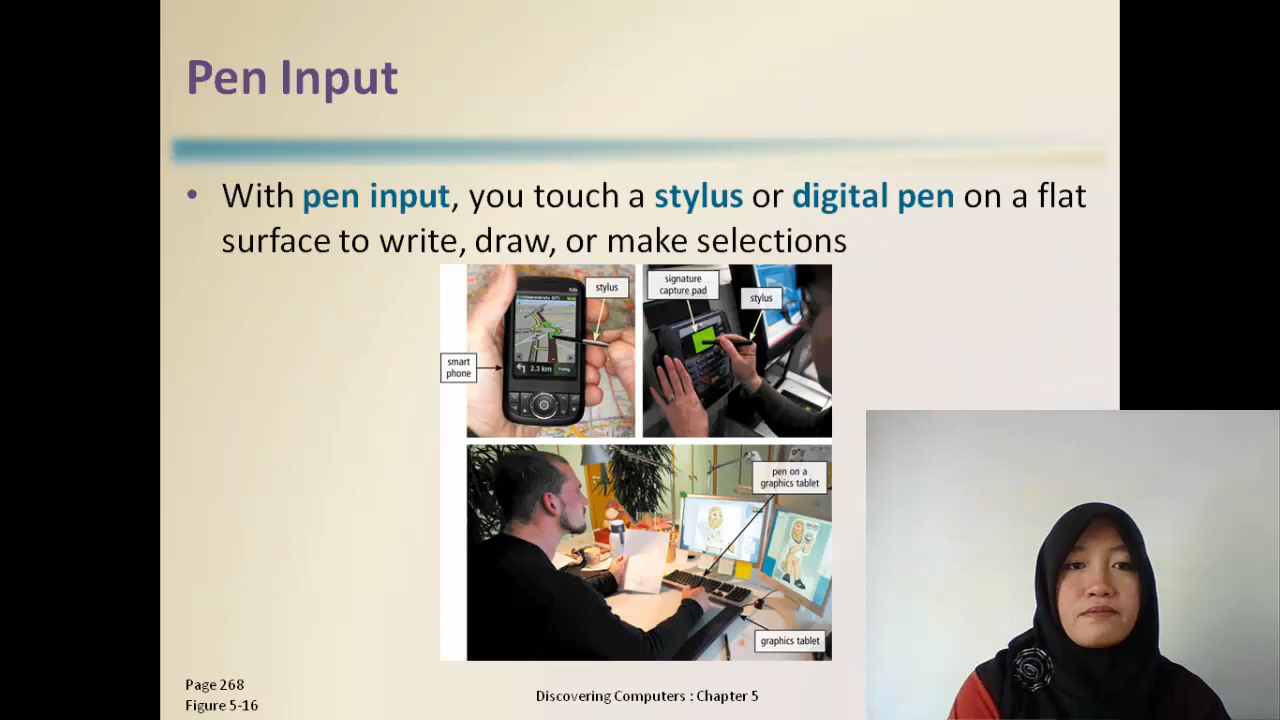 Pen Input
• With pen input, you touch a stylus or digital pen on a flat
surface to write, draw, or make selections
stylus
smart
phone
2.3 km
signature
capture pad
stylus
pen on a
graphics tablet
graphics tablet
Page 268
Figure 5-16
Discovering Computers : Chapter 5